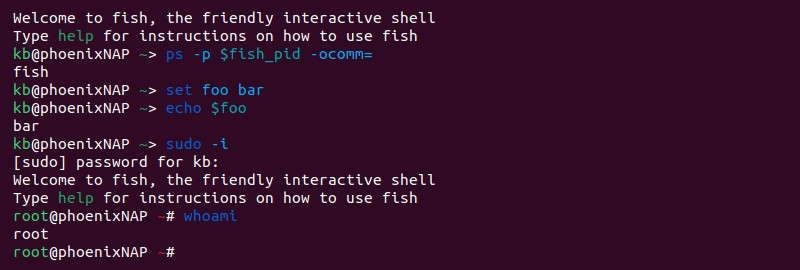 Welcome to fish, the friendly interactive shell
Type help for instructions on how to use fish
kb@phoenixNAP ~> ps -p $fish_pid -ocomm=
fish
kb@phoenixNAP ~> set foo bar
kb@phoenixNAP ~> echo $foo
bar
kb@phoenixNAP ~> sudo -i
[sudo] password for kb:
Welcome to fish, the friendly interactive shell
Type help for instructions on how to use fish
root@phoenixNAP ~# whoami
root
root@phoenixNAP ~#